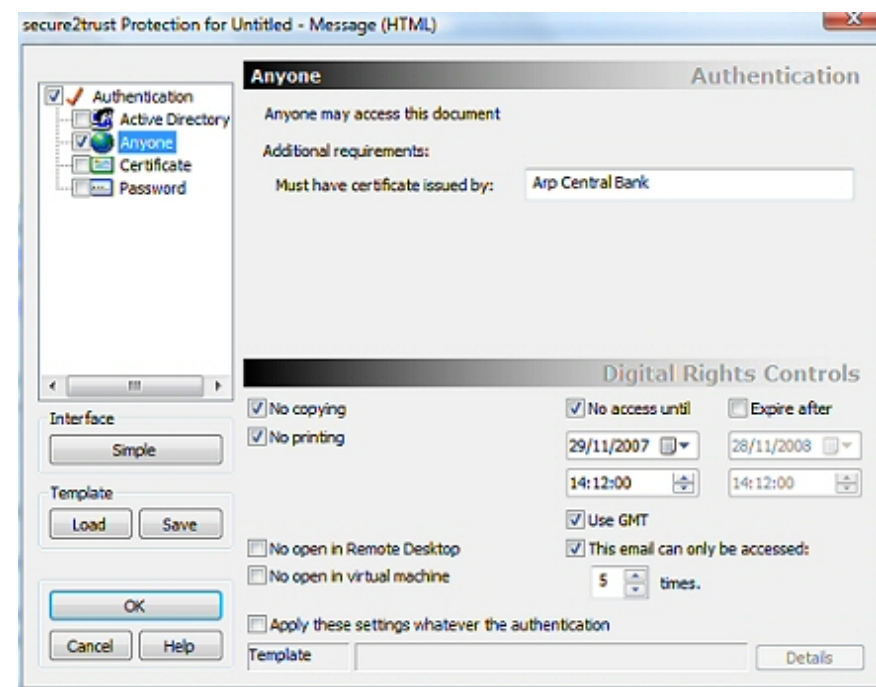 secure2trust Protection for Untitled - Message (HTML)
Authentication
Active Directory
Anyone
Certificate
Password
Interface
Simple
Template
Load Save
OK
Cancel Help
Anyone Authentication
Anyone may access this document
Additional requirements:
Must have certificate issued by: Arp Central Bank
Digital Rights Controls
No copying No access until Expire after
No printing 29/11/2007 28/11/2008
14:12:00 14:12:00
Use GMT
No open in Remote Desktop This email can only be accessed:
No open in virtual machine 5 times.
Apply these settings whatever the authentication
Template Details